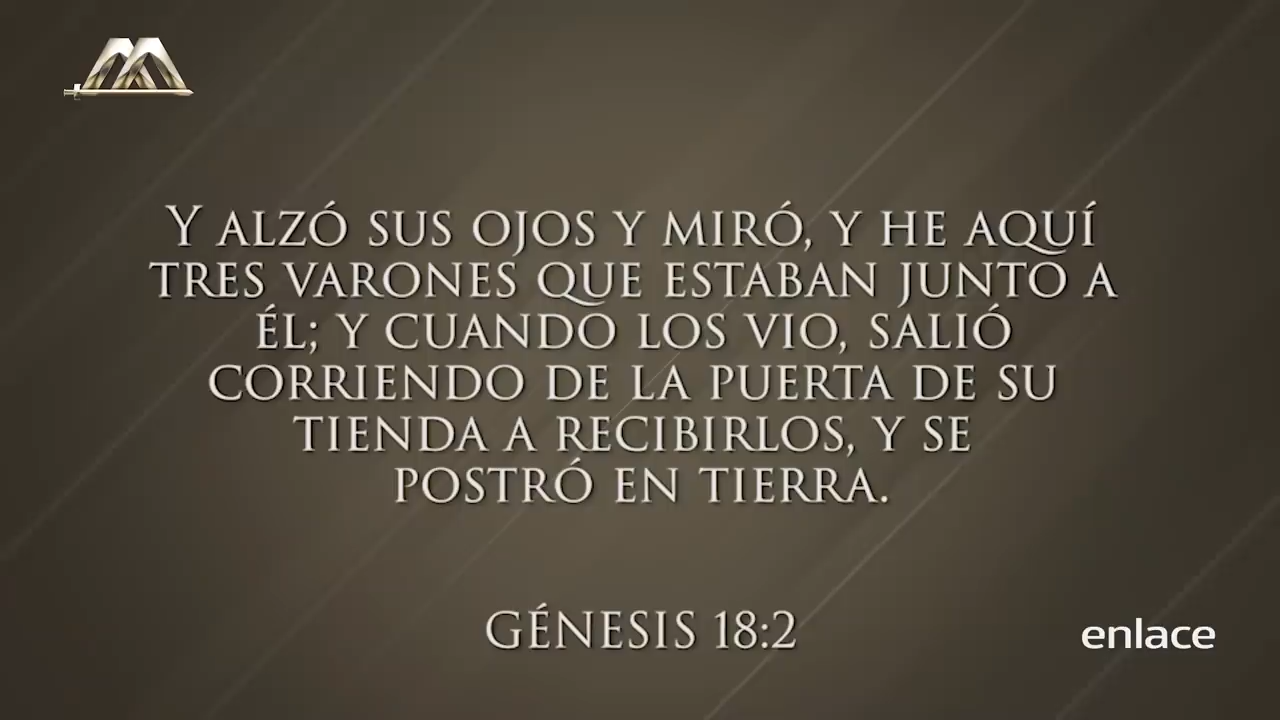 Y ALZÓ SUS OJOS Y MIRÓ, Y HE AQUÍ
TRES VARONES QUE ESTABAN JUNTO A
ÉL; Y CUANDO LOS VIO, SALIÓ
CORRIENDO DE LA PUERTA DE SU
TIENDA A RECIBIRLOS, Y SE
POSTRÓ EN TIERRA.
GÉNESIS 18:2
enlace